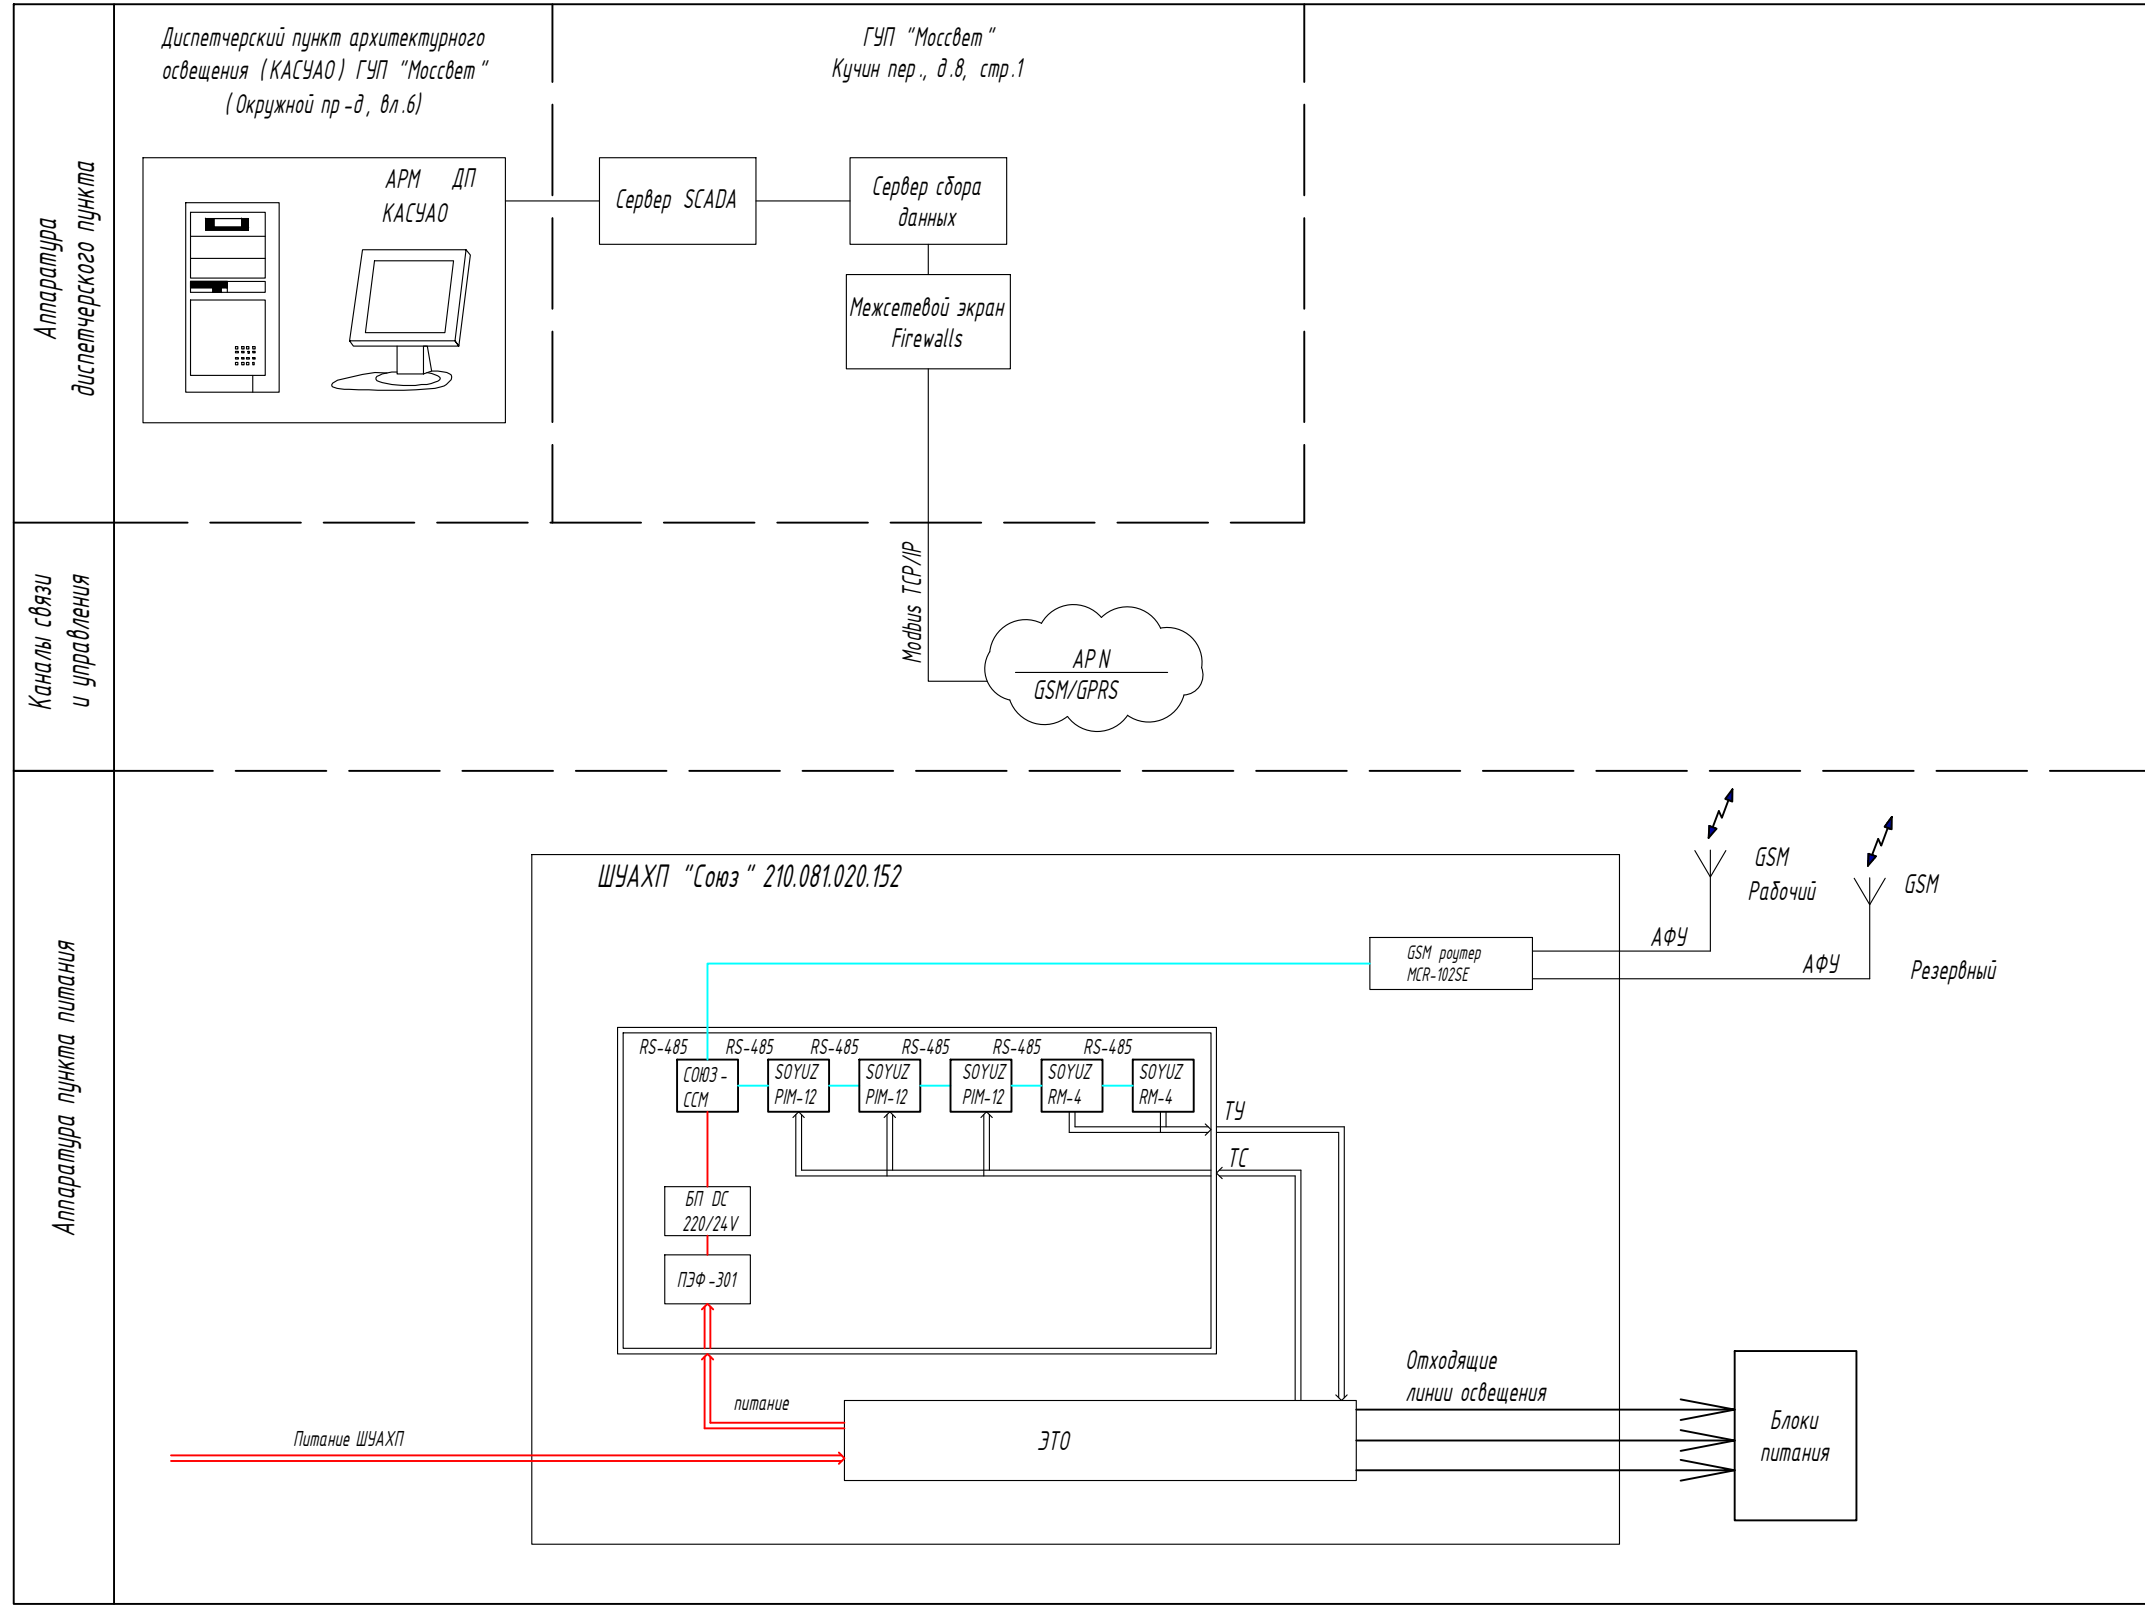 Аппаратура
диспетчерского пункта
Диспетчерский пункт архитектурного
освещения (КАСУАО) ГУП "Моссвет"
(Окружной пр-д, вл.6)
ГУП "Моссвет"
Кучин пер., д.8, стр.1
АРМ ДП
КАСУАО
Сервер SCADA
Сервер сбора
данных
Межсетевой экран
Firewalls
Каналы связи
и управления
Modbus TCP/IP
APN
GSM/GPRS
Аппаратура пункта питания
ШУАХП "Союз" 210.081.020.152
GSM
Рабочий
GSM
Резервный
АФУ
АФУ
GSM роутер
MCR-102SE
RS-485 RS-485 RS-485 RS-485 RS-485 RS-485
СОЮЗ-
ССМ
SOYUZ
PIM-12
SOYUZ
PIM-12
SOYUZ
PIM-12
SOYUZ
RM-4
SOYUZ
RM-4
ТУ
ТС
БП DC
220/24V
ПЭФ-301
питание
Питание ШУАХП
ЭТО
Отходящие
линии освещения
Блоки
питания